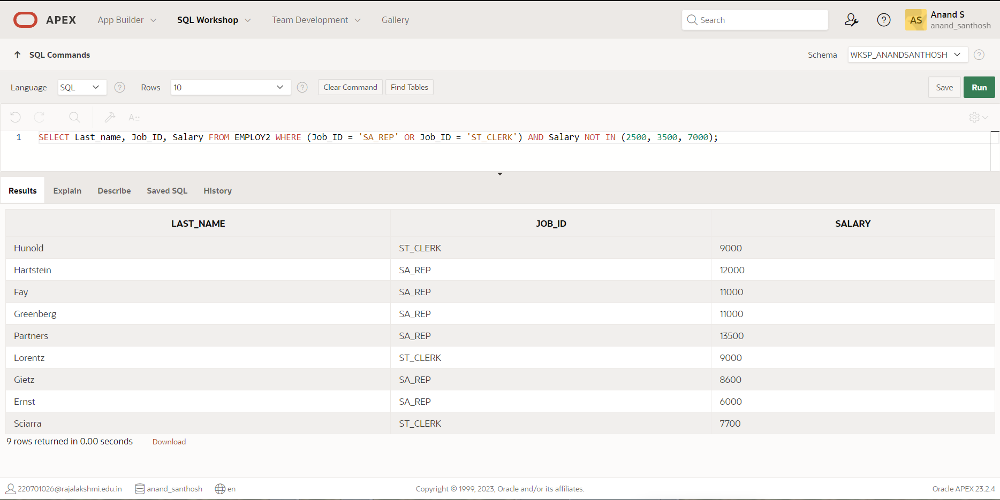 APEX App Builder SQL Workshop Team Development Gallery Search AS Anand S
anand_santhosh
SQL Commands Schema WKSP_ANANDSANTHOSH ?
Language SQL ? Rows 10 ? Clear Command Find Tables Save Run
A::
1 SELECT Last_name, Job_ID, Salary FROM EMPLOY2 WHERE (Job_ID = 'SA_REP' OR Job_ID = 'ST_CLERK') AND Salary NOT IN (2500, 3500, 7000);
Results Explain Describe Saved SQL History
LAST_NAME JOB_ID SALARY
Hunold ST_CLERK 9000
Hartstein SA_REP 12000
Fay SA_REP 11000
Greenberg SA_REP 11000
Partners SA_REP 13500
Lorentz ST_CLERK 9000
Gietz SA_REP 8600
Ernst SA_REP 6000
Sciarra ST_CLERK 7700
9 rows returned in 0.00 seconds Download
220701026@rajalakshmi.edu.in anand_santhosh en Copyright © 1999, 2023, Oracle and/or its affiliates. Oracle APEX 23.2.4